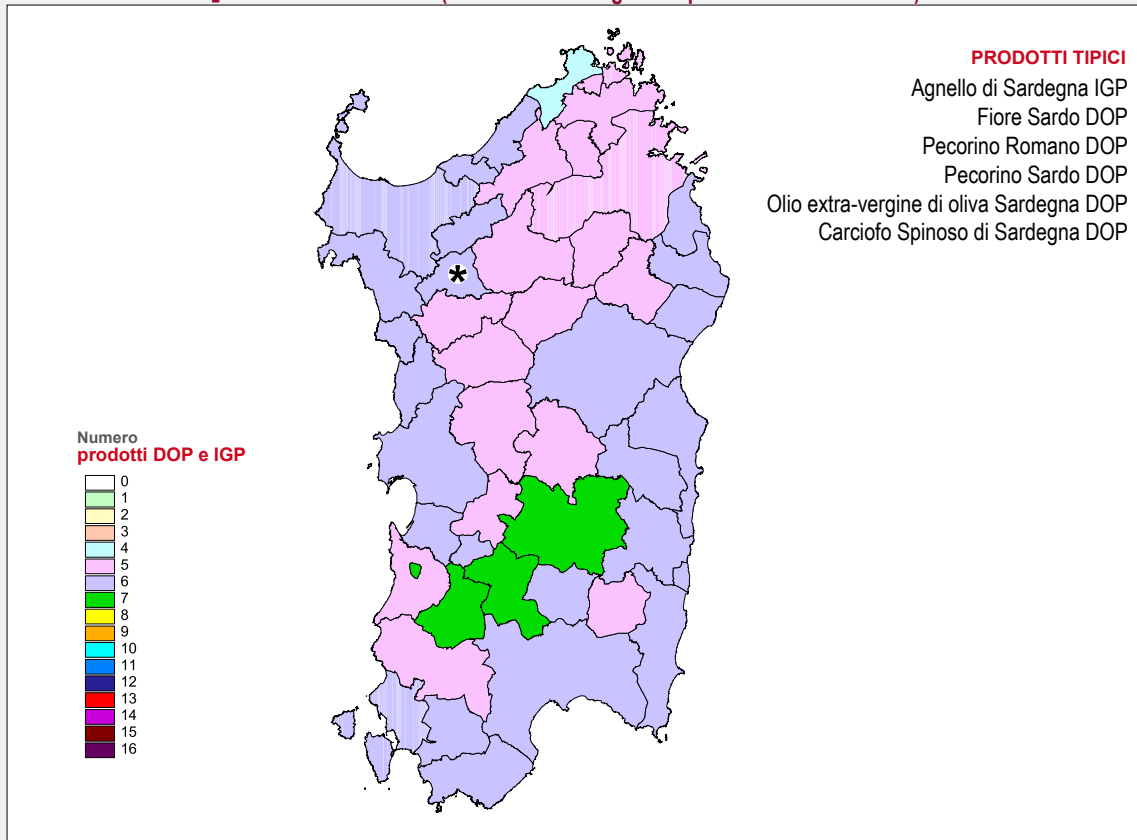 PRODOTTI TIPICI
Agnello di Sardegna IGP
Fiore Sardo DOP
Pecorino Romano DOP
Pecorino Sardo DOP
Olio extra-vergine di oliva Sardegna DOP
Carciofo Spinoso di Sardegna DOP
*
Numero
prodotti DOP e IGP
0
1
2
3
4
5
6
7
8
9
10
11
12
13
14
15
16